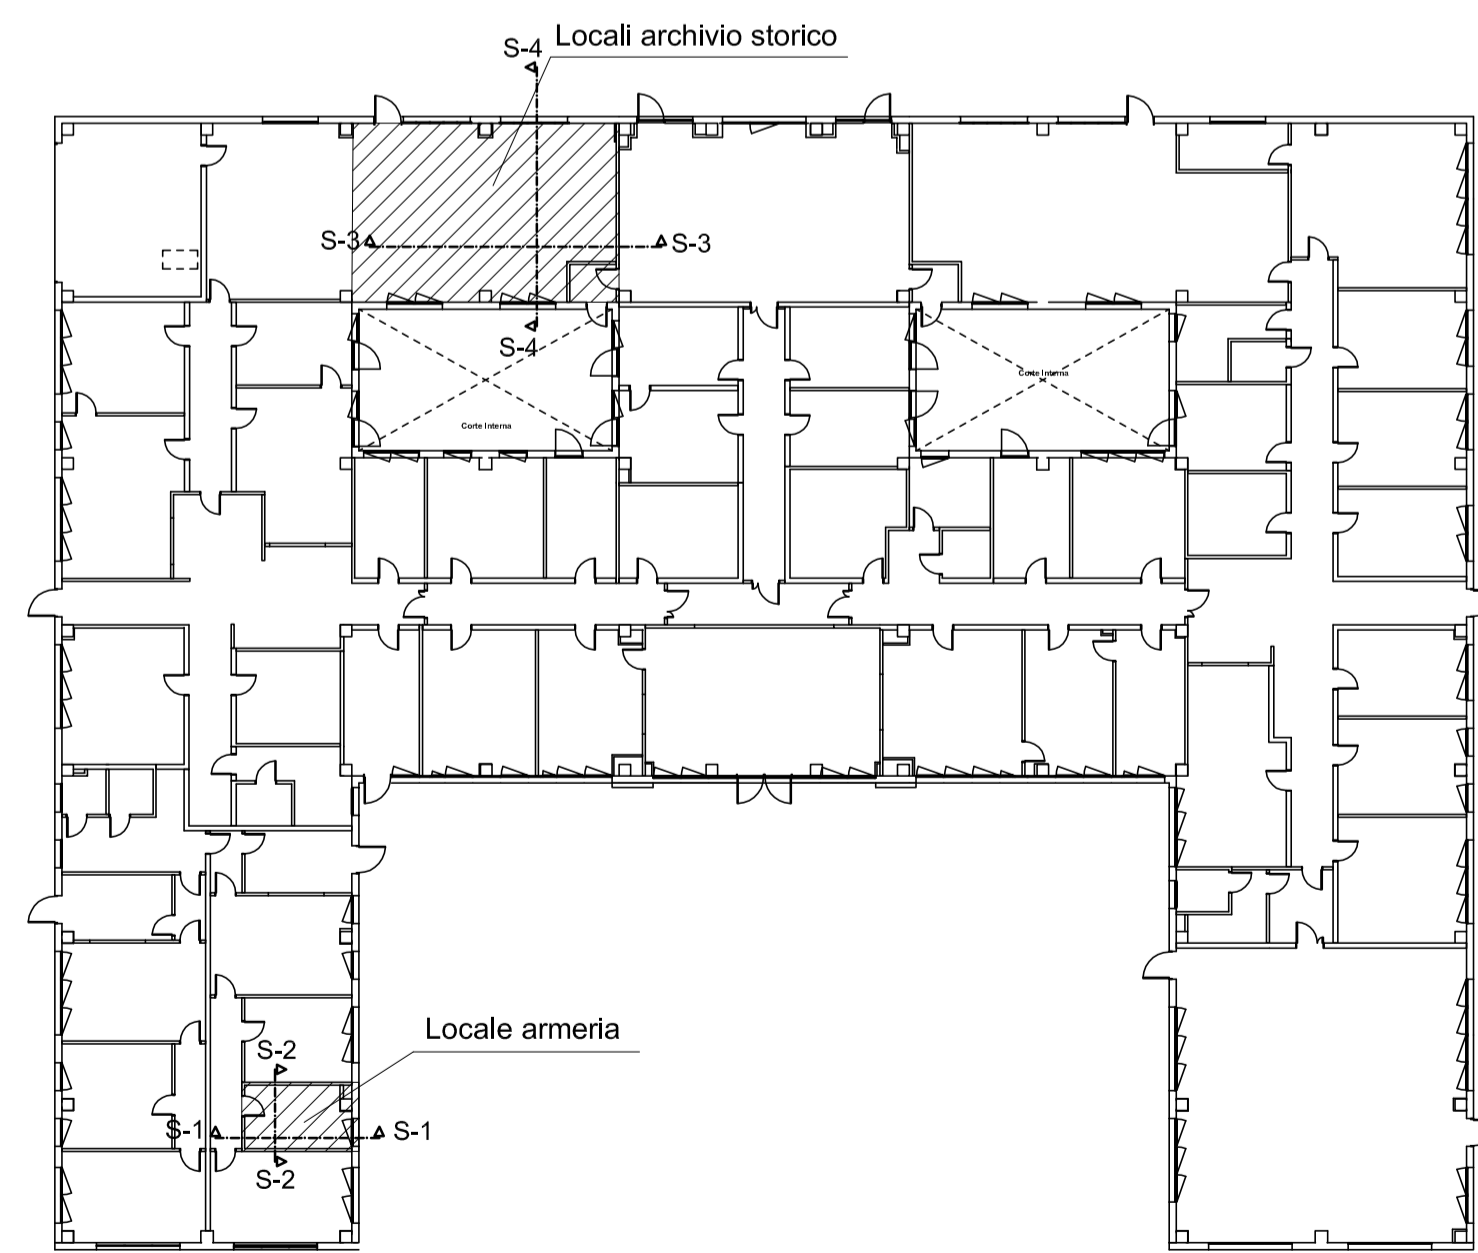 S-4
Locali archivio storico
S-3
S-3
S-4
Corte Interna
Corte Interna
Locale armeria
S-2
S-1
S-1
S-2